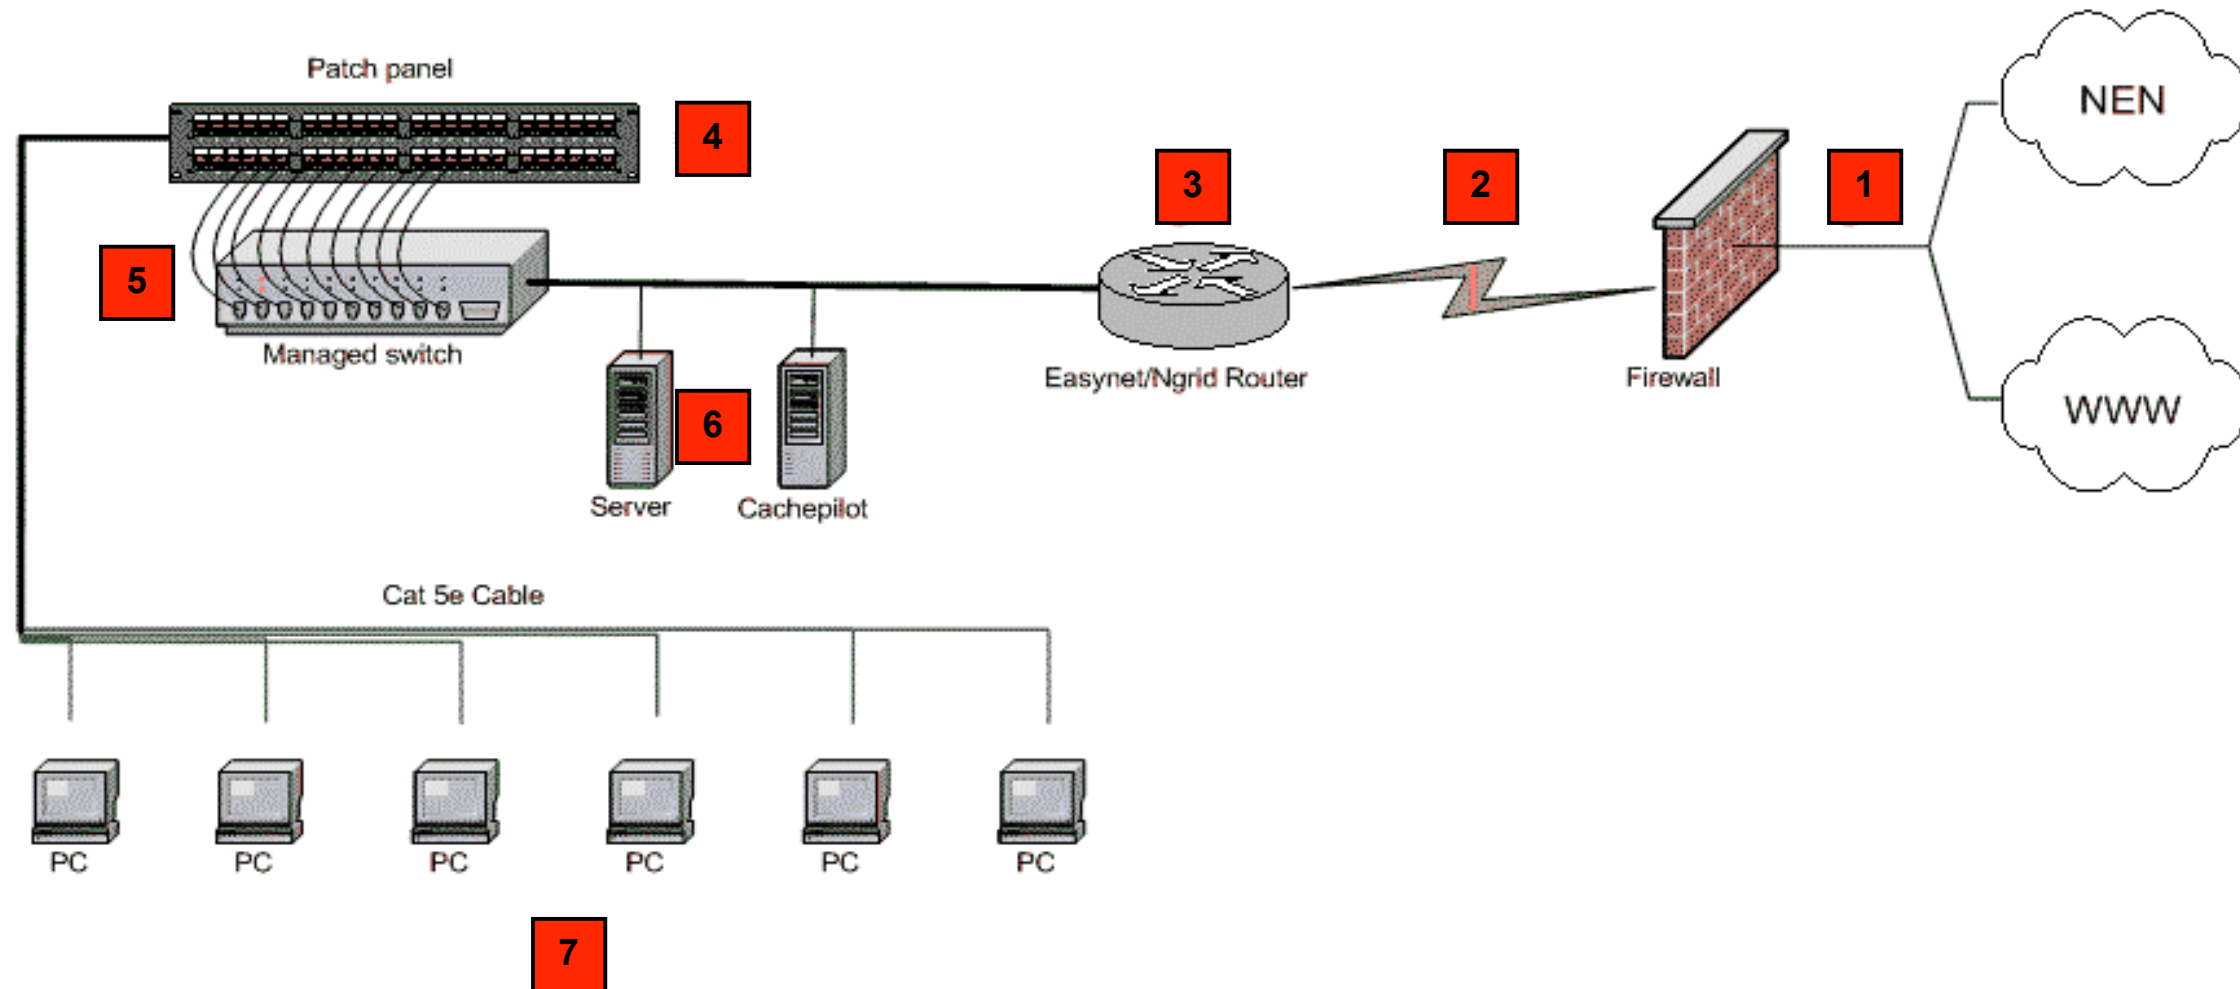 Patch panel
4
3
2
1
NEN
5
Managed switch
Easynet/Ngrid Router
Firewall
WWW
6
Server
Cachepilot
Cat 5e Cable
PC
PC
PC
PC
PC
PC
7